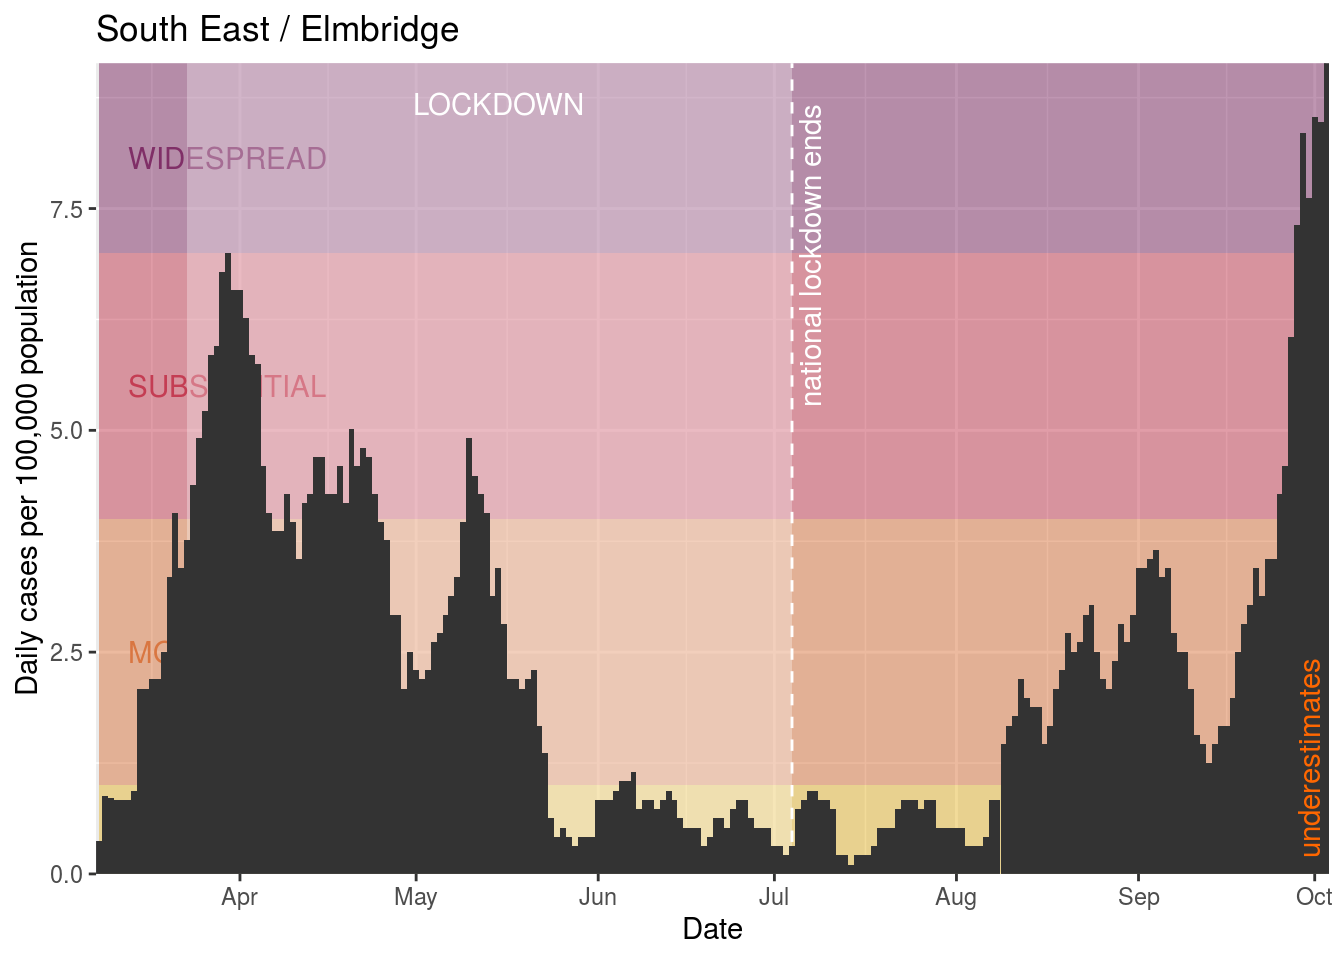 South East / Elmbridge
Daily cases per 100,000 population
7.5
5.0
2.5
0.0
LOCKDOWN
WIDESPREAD
national lockdown ends
underestimates
Apr
May
Jun
Jul
Aug
Sep
Oct
Date